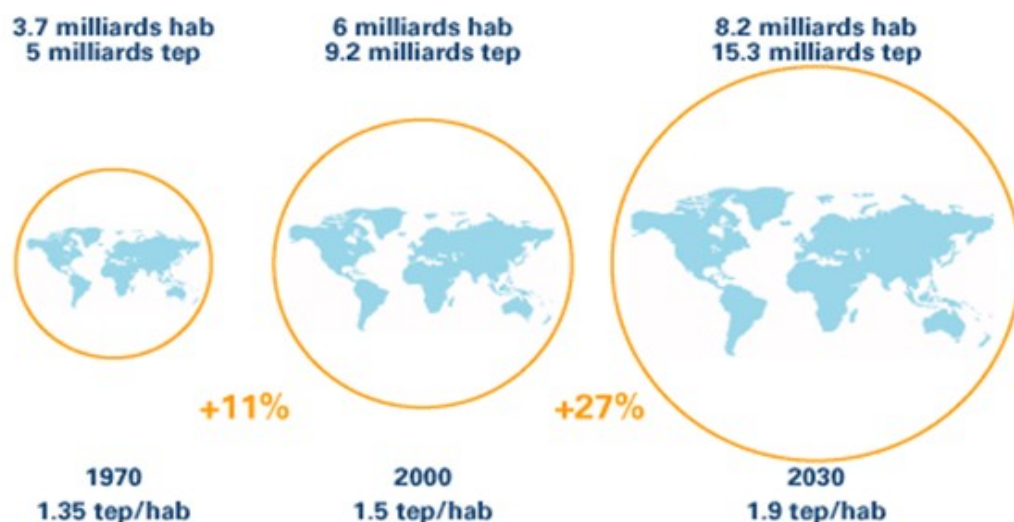 3.7 milliards hab
5 milliards tep
6 milliards hab
9.2 milliards tep
8.2 milliards hab
15.3 milliards tep
+11%
+27%
1970
1.35 tep/hab
2000
1.5 tep/hab
2030
1.9 tep/hab